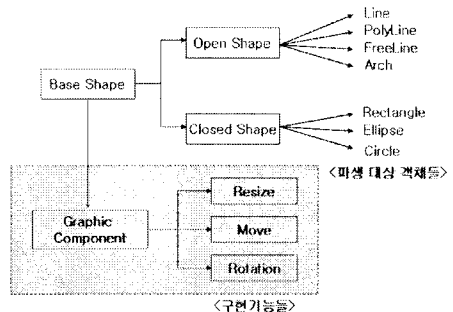 Line
PolyLine
Open Shape
FreeLine
Arch
Base Shape
Rectangle
Closed Shape
Ellipse
Circle
<파생 대상 객체들>
Resize
Graphic
Component
Move
Rotation
<구현기능들>